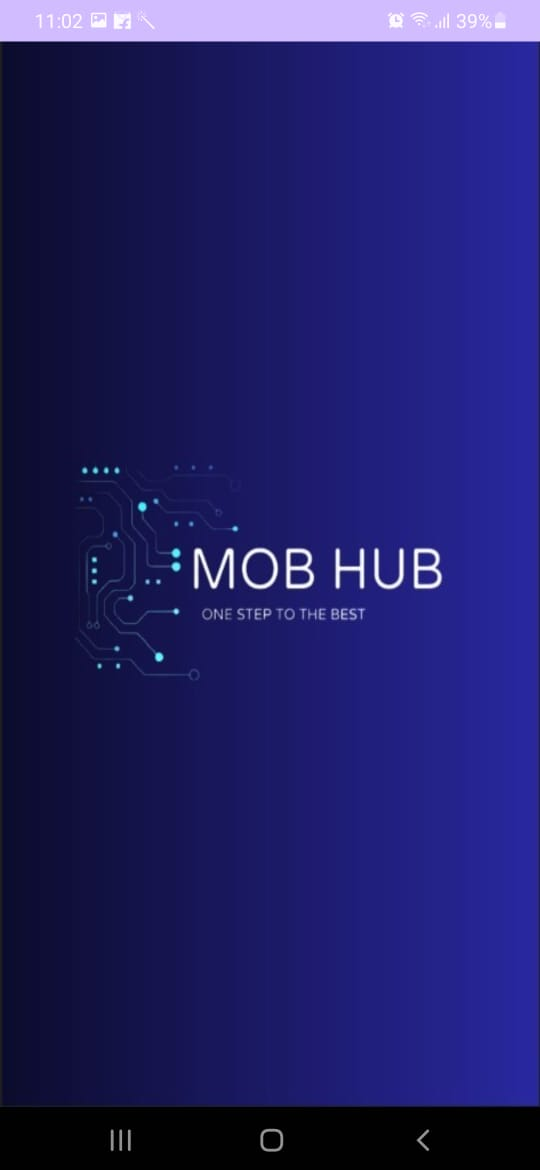 11:02 39%
MOB HUB
ONE STEP TO THE BEST